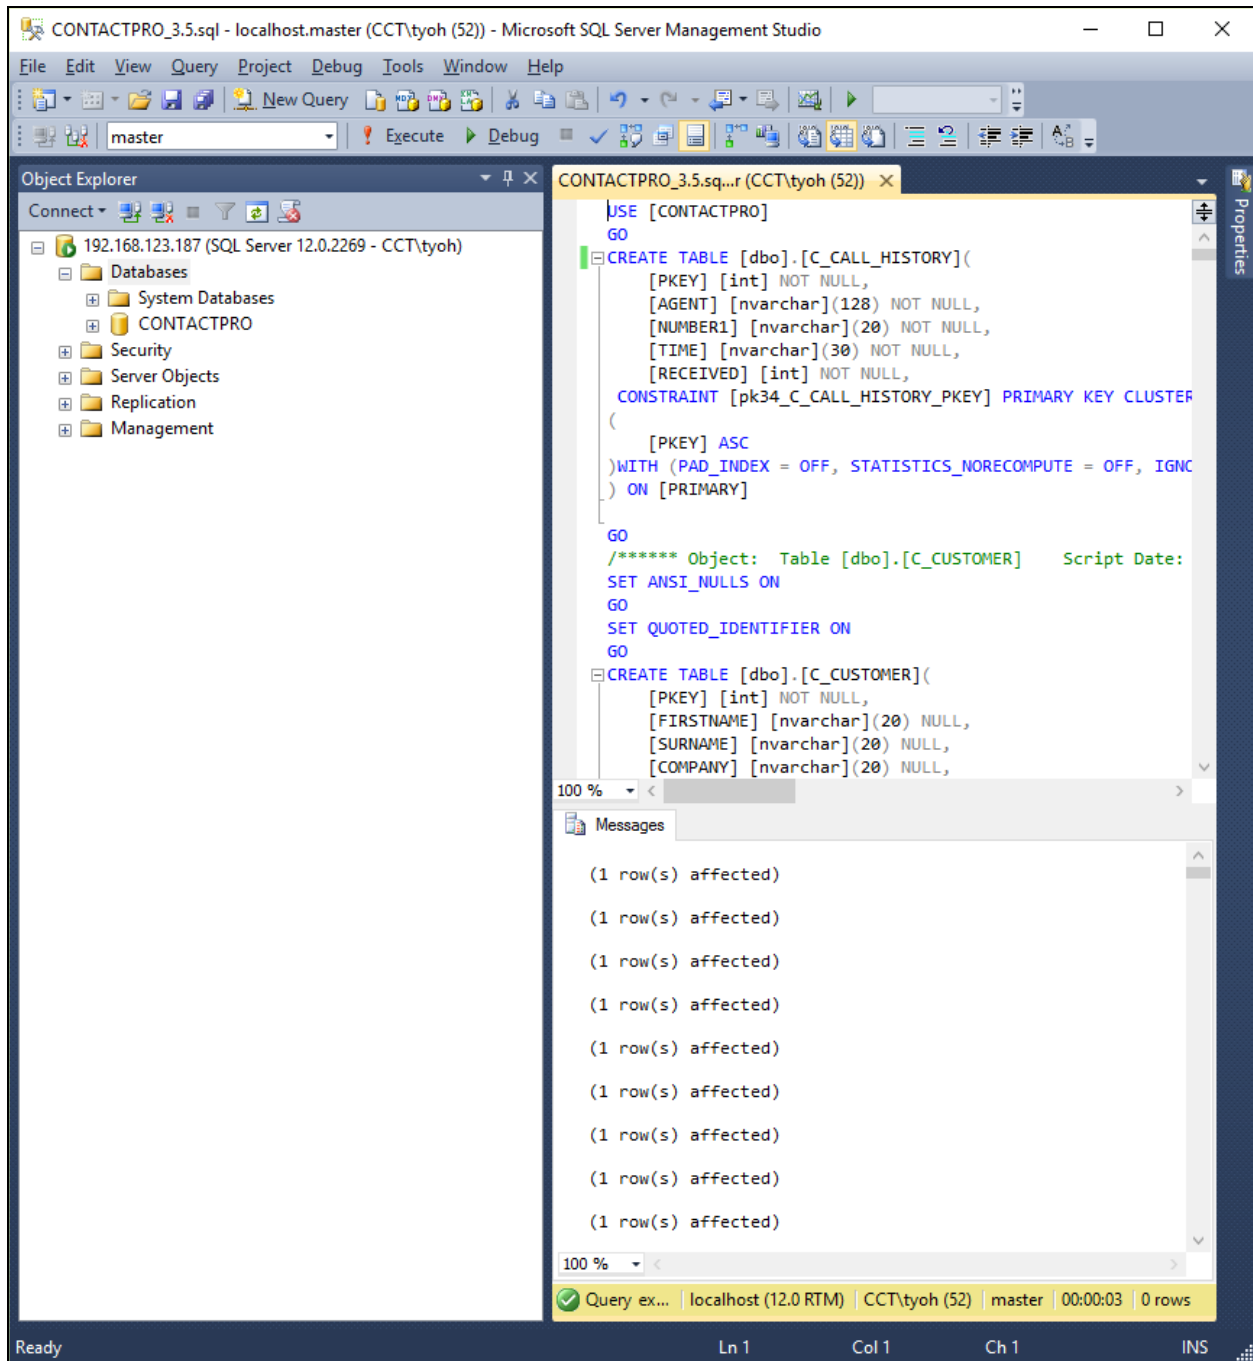 CONTACTPRO_3.5.sql - localhost.master (CCT\tyoh (52)) - Microsoft SQL Server Management Studio
File Edit View Query Project Debug Tools Window Help
New Query
master Execute Debug
Object Explorer
Connect
192.168.123.187 (SQL Server 12.0.2269 - CCT\tyoh)
Databases
System Databases
CONTACTPRO
Security
Server Objects
Replication
Management
CONTACTPRO_3.5.sq...r (CCT\tyoh (52))
USE [CONTACTPRO]
GO
CREATE TABLE [dbo].[C_CALL_HISTORY](
[PKEY] [int] NOT NULL,
[AGENT] [nvarchar](128) NOT NULL,
[NUMBER1] [nvarchar](20) NOT NULL,
[TIME] [nvarchar](30) NOT NULL,
[RECEIVED] [int] NOT NULL,
CONSTRAINT [pk34_C_CALL_HISTORY_PKEY] PRIMARY KEY CLUSTER
(
[PKEY] ASC
)WITH (PAD_INDEX = OFF, STATISTICS_NORECOMPUTE = OFF, IGNO
) ON [PRIMARY]
GO
/****** Object:  Table [dbo].[C_CUSTOMER]    Script Date:
SET ANSI_NULLS ON
GO
SET QUOTED_IDENTIFIER ON
GO
CREATE TABLE [dbo].[C_CUSTOMER](
[PKEY] [int] NOT NULL,
[FIRSTNAME] [nvarchar](20) NULL,
[SURNAME] [nvarchar](20) NULL,
[COMPANY] [nvarchar](20) NULL,
100 %
Messages
(1 row(s) affected)
(1 row(s) affected)
(1 row(s) affected)
(1 row(s) affected)
(1 row(s) affected)
(1 row(s) affected)
(1 row(s) affected)
(1 row(s) affected)
(1 row(s) affected)
100 %
Query ex... localhost (12.0 RTM) CCT\tyoh (52) master 00:00:03 0 rows
Properties
Ready Ln 1 Col 1 Ch 1 INS